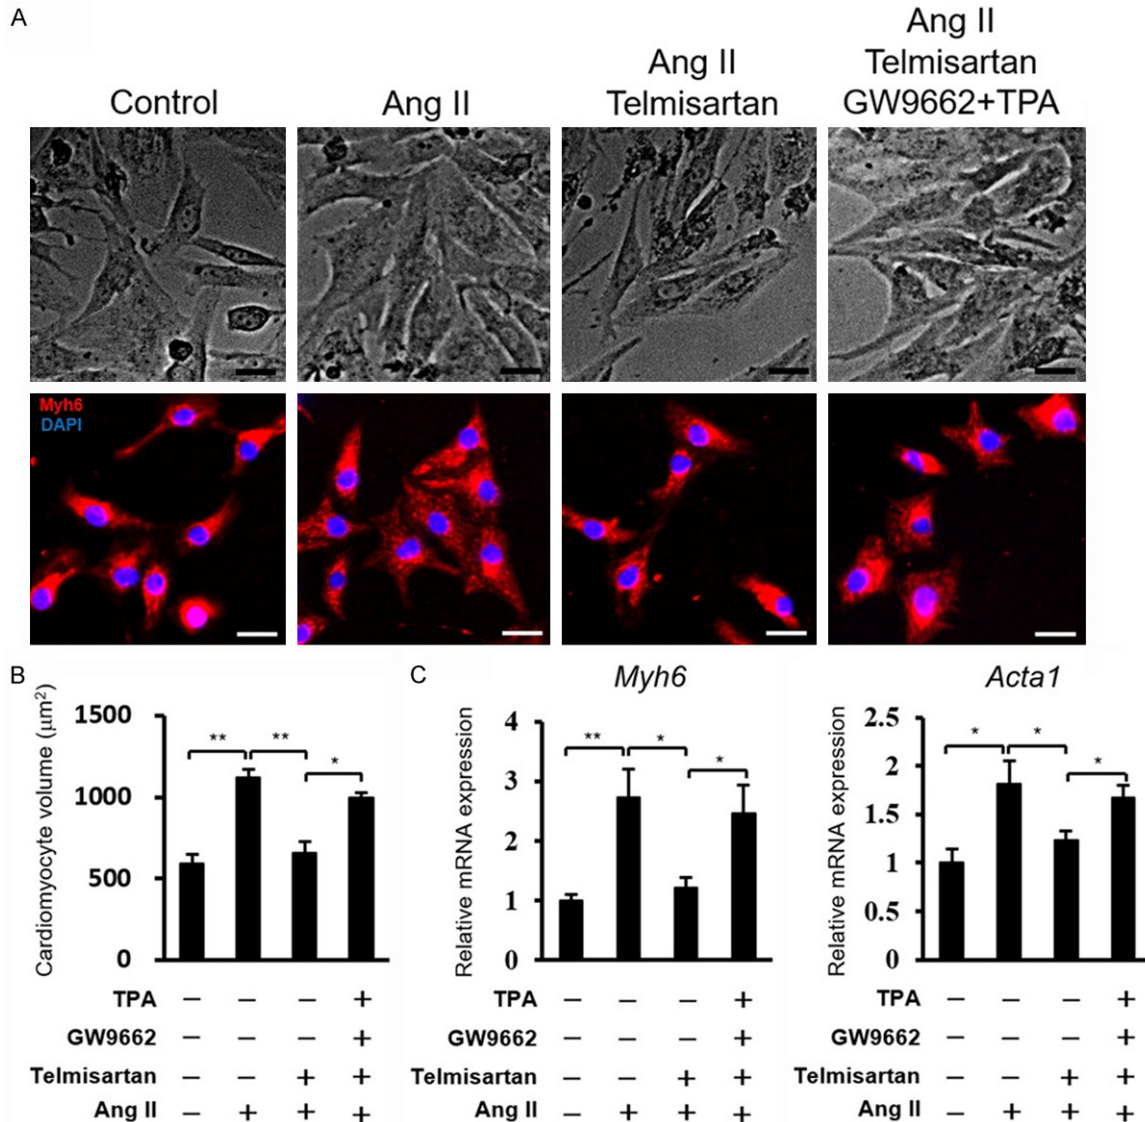 A
Control
Ang II
Ang II
Telmisartan
Ang II
Telmisartan
GW9662+TPA
Myh6
DAPI
B
Cardiomyocyte volume (μm²)
1500
1000
500
0
**
**
*
TPA − − − +
GW9662 − − − +
Telmisartan − − + +
Ang II − + + +
C
Myh6
Relative mRNA expression
4
3
2
1
0
**
*
*
TPA − − − +
GW9662 − − − +
Telmisartan − − + +
Ang II − + + +
Acta1
Relative mRNA expression
2.5
2
1.5
1
0.5
0
*
*
*
TPA − − − +
GW9662 − − − +
Telmisartan − − + +
Ang II − + + +